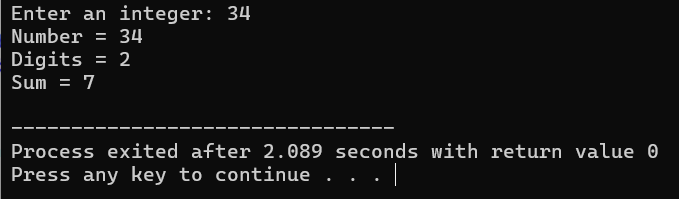 Enter an integer: 34
Number = 34
Digits = 2
Sum = 7
--------------------------------
Process exited after 2.089 seconds with return value 0
Press any key to continue . . .